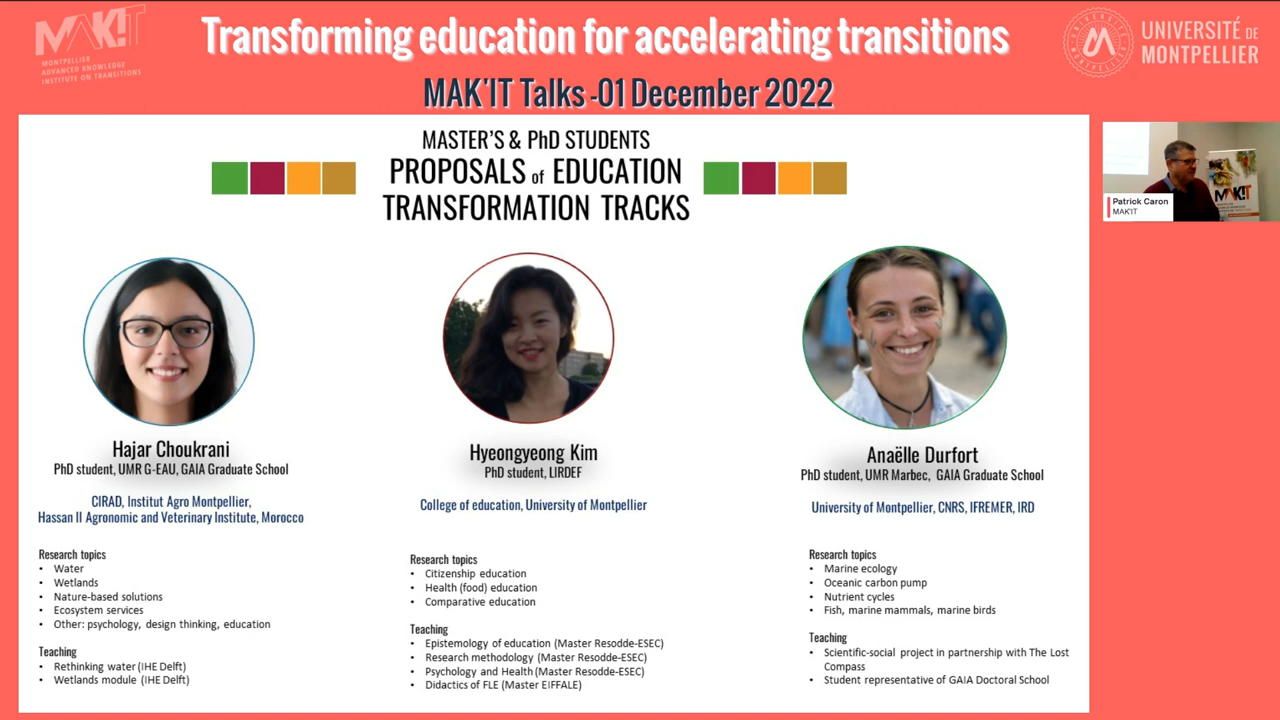 MAK!T
MONTPELLIER
ADVANCED KNOWLEDGE
INSTITUTE ON TRANSITIONS
Transforming education for accelerating transitions
MAK'IT Talks -01 December 2022
UNIVERSITÉ DE
MONTPELLIER
MASTER'S & PhD STUDENTS
PROPOSALS of EDUCATION
TRANSFORMATION TRACKS
MAK!T
Patrick Caron
MAK'IT
Hajar Choukrani
PhD student, UMR G-EAU, GAIA Graduate School
CIRAD, Institut Agro Montpellier,
Hassan II Agronomic and Veterinary Institute, Morocco
Research topics
• Water
• Wetlands
• Nature-based solutions
• Ecosystem services
• Other: psychology, design thinking, education
Teaching
• Rethinking water (IHE Delft)
• Wetlands module (IHE Delft)
Hyeongyeong Kim
PhD student, LIRDEF
College of education, University of Montpellier
Research topics
• Citizenship education
• Health (food) education
• Comparative education
Teaching
• Epistemology of education (Master Resodde-ESEC)
• Research methodology (Master Resodde-ESEC)
• Psychology and Health (Master Resodde-ESEC)
• Didactics of FLE (Master EIFFALE)
Anaëlle Durfort
PhD student, UMR Marbec, GAIA Graduate School
University of Montpellier, CNRS, IFREMER, IRD
Research topics
• Marine ecology
• Oceanic carbon pump
• Nutrient cycles
• Fish, marine mammals, marine birds
Teaching
• Scientific-social project in partnership with The Lost
Compass
• Student representative of GAIA Doctoral School